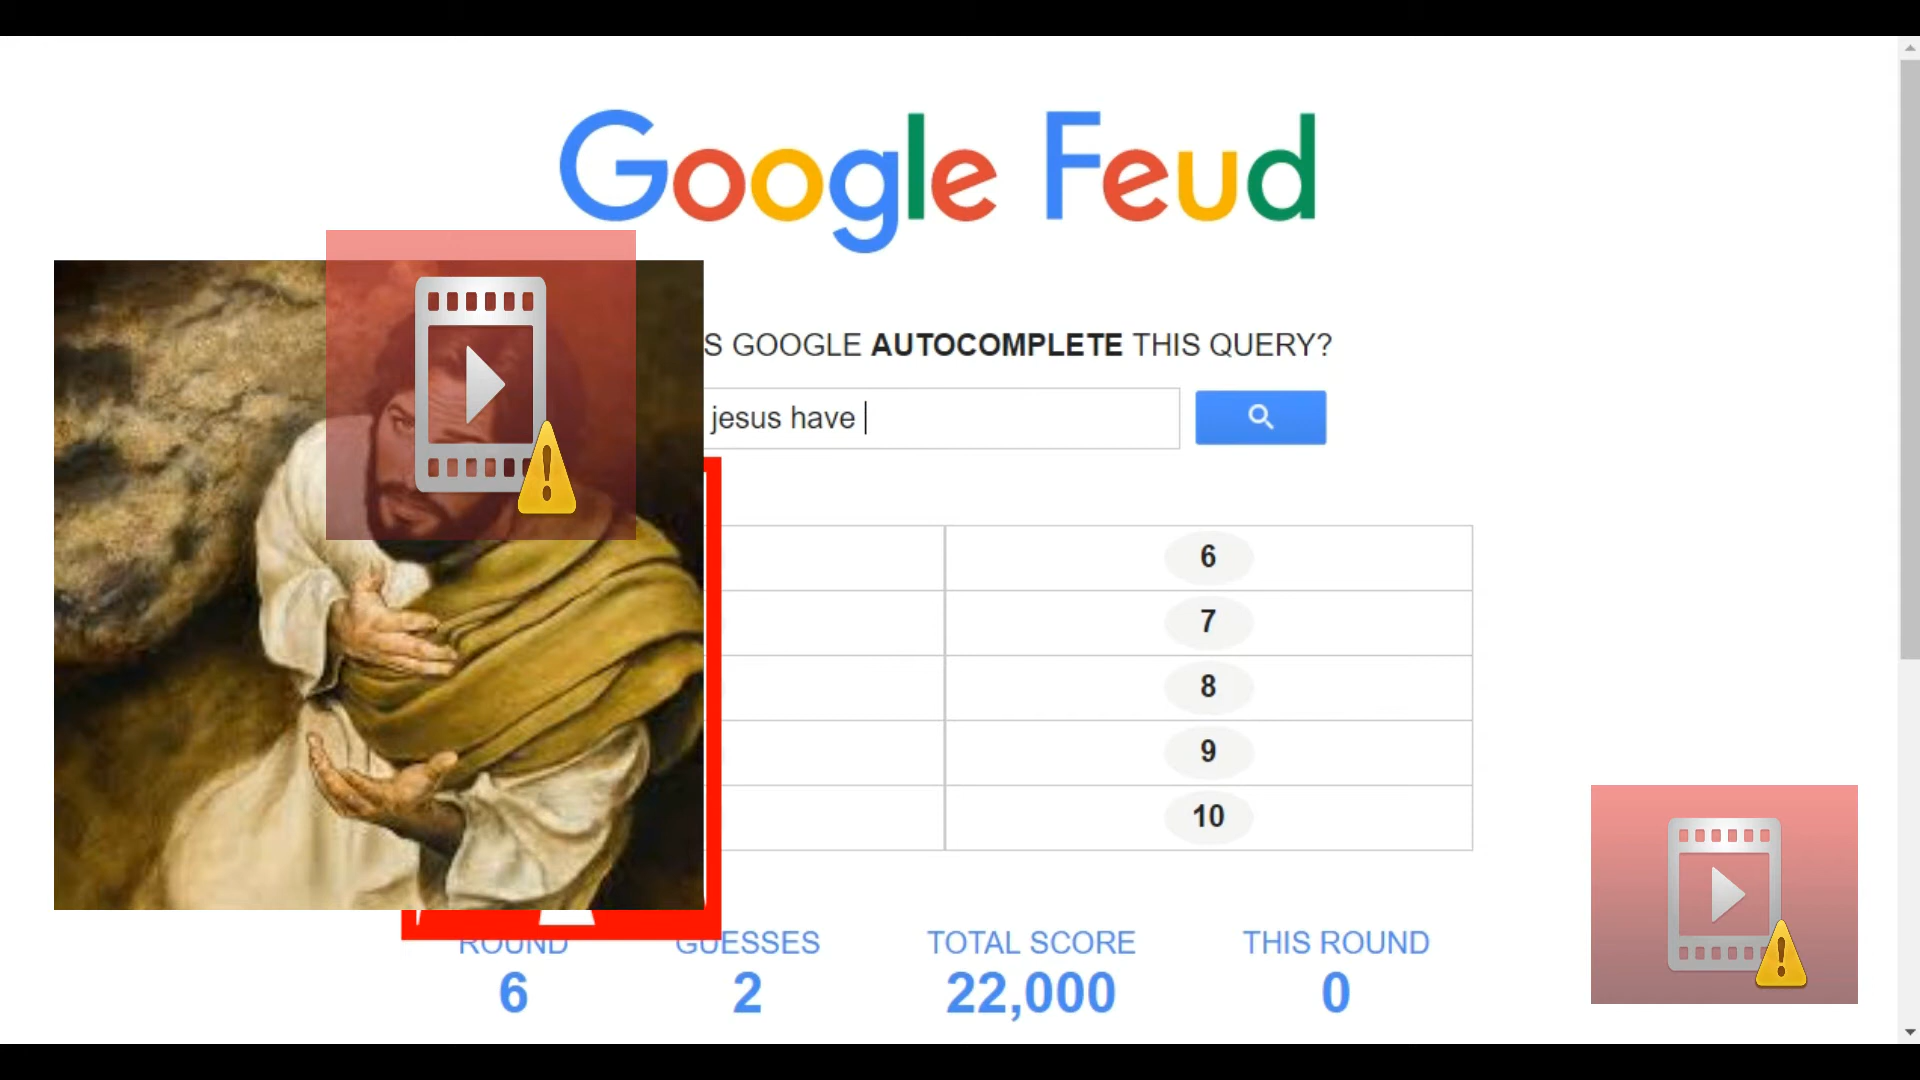 Google Feud
GOOGLE AUTOCOMPLETE THIS QUERY?
jesus have
6
7
8
9
10
ROUND GUESSES TOTAL SCORE THIS ROUND
6 2 22,000 0